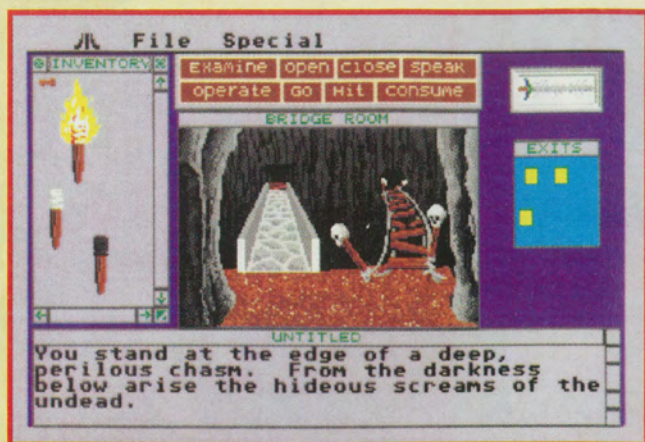 File Special
INVENTORY
Examine Open Close Speak
Operate Go Hit Consume
BRIDGE ROOM
EXITS
UNTITLED
You stand at the edge of a deep,
perilous chasm. From the darkness
below arise the hideous screams of the
undead.